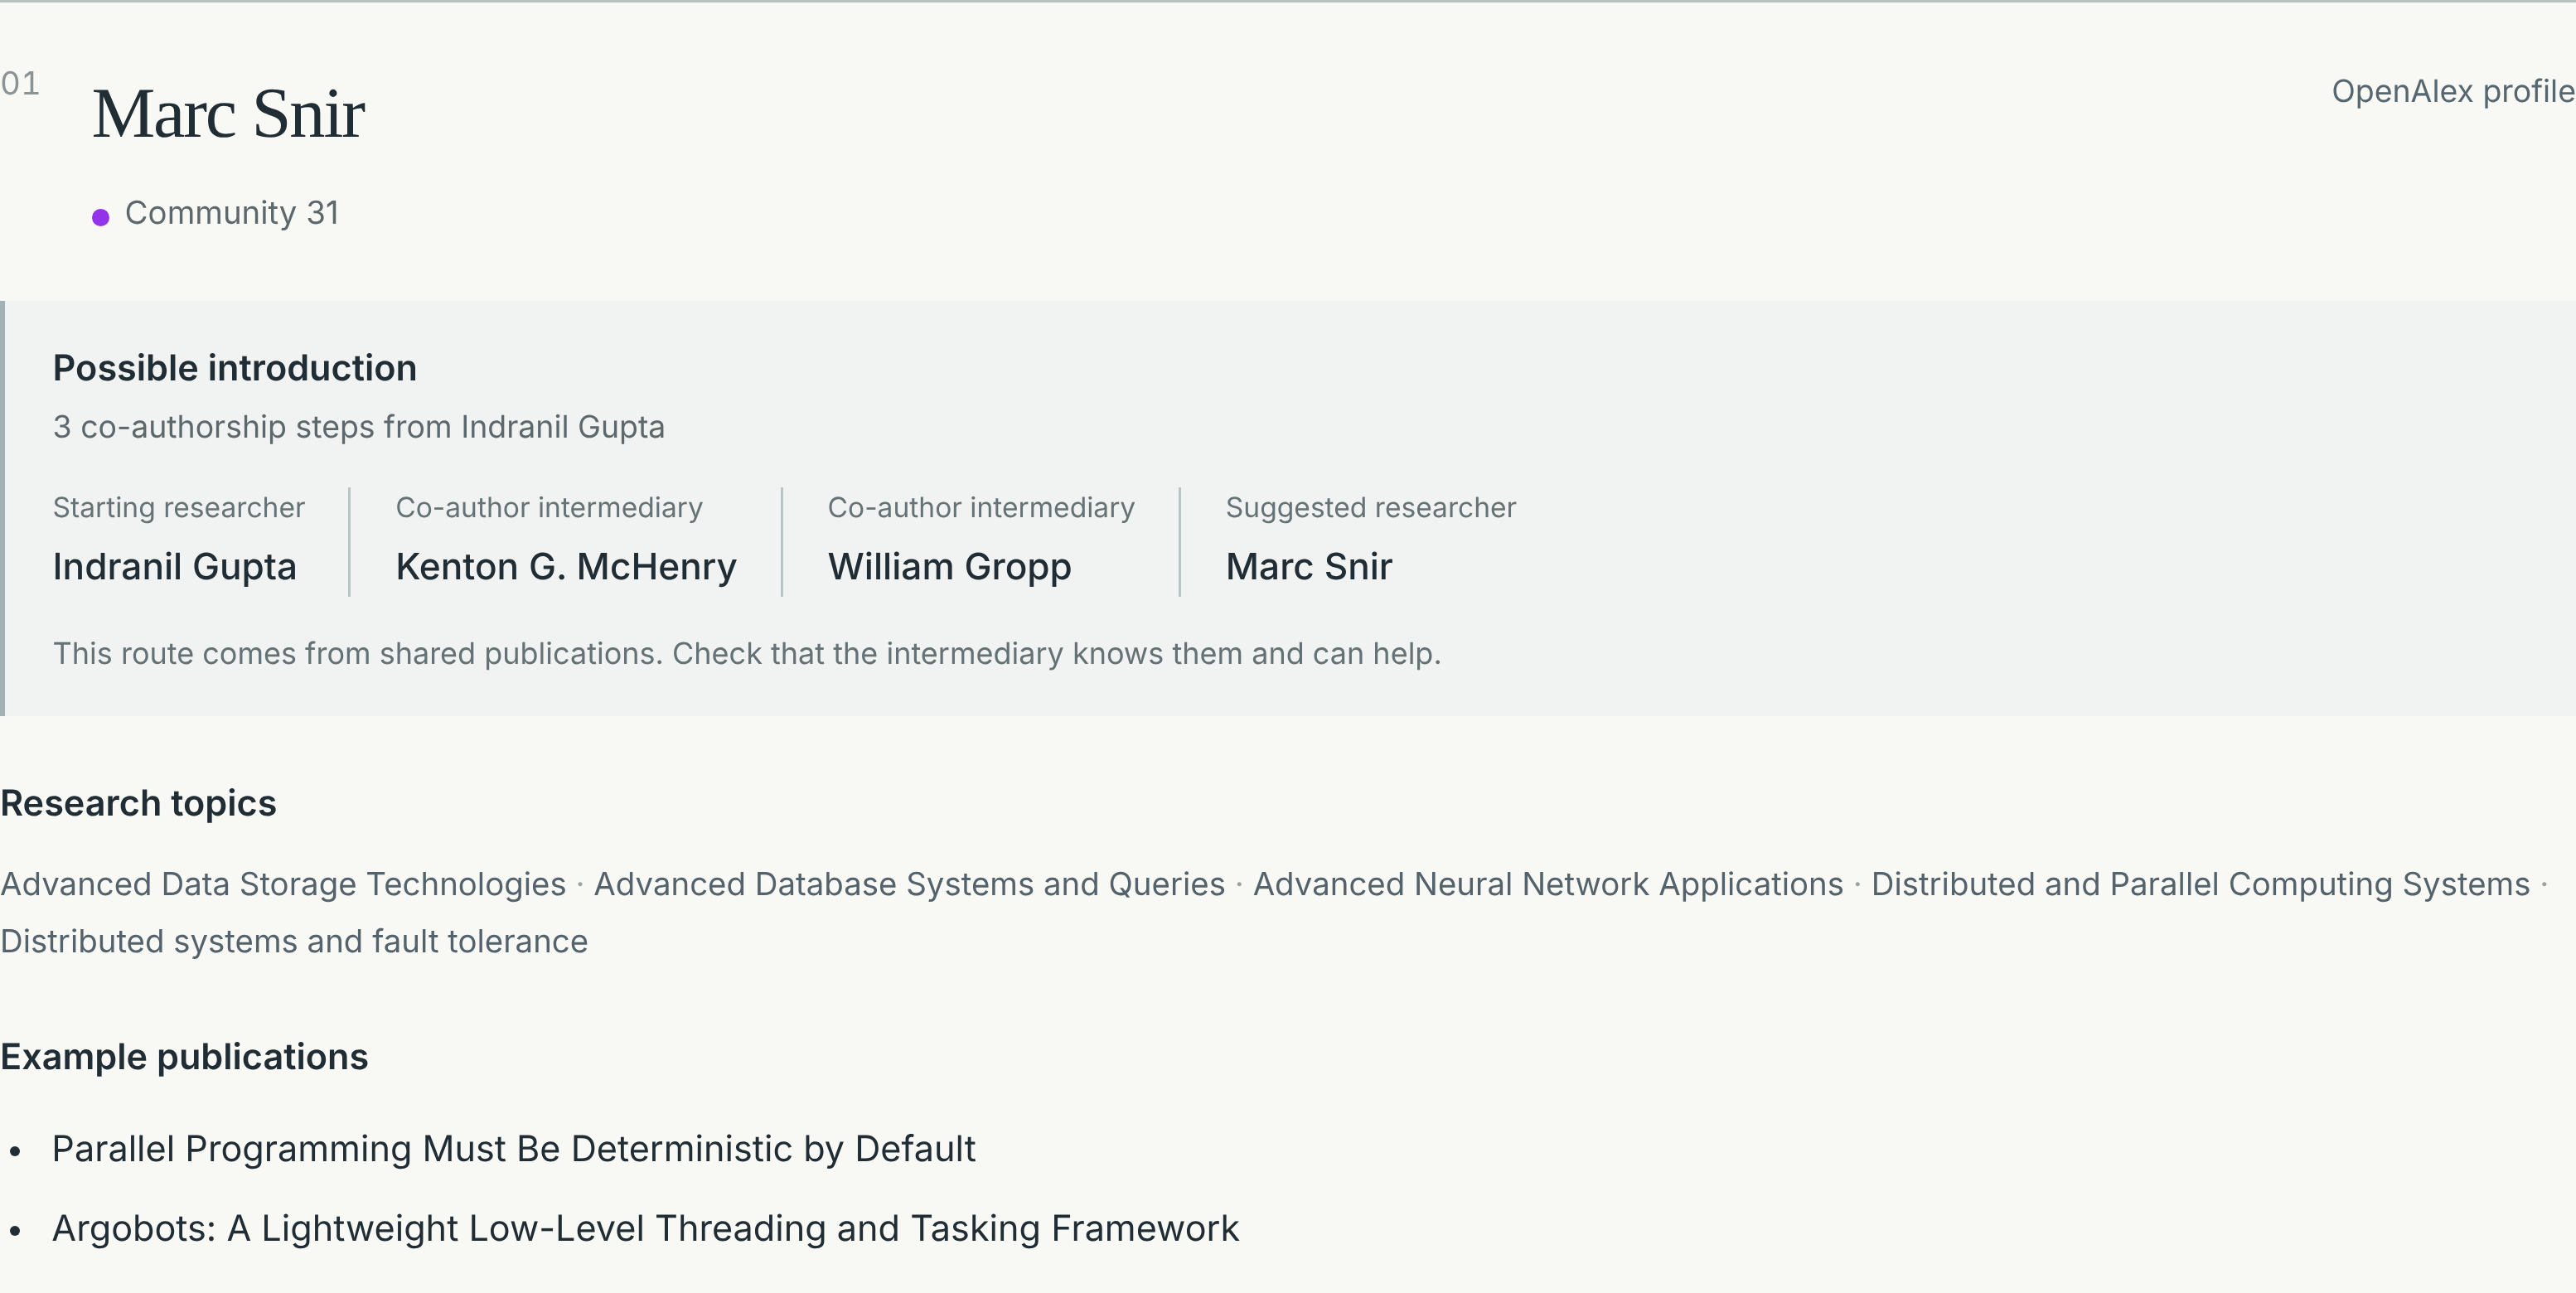 01
Marc Snir
OpenAlex profile
Community 31
Possible introduction
3 co-authorship steps from Indranil Gupta
Starting researcher
Indranil Gupta
Co-author intermediary
Kenton G. McHenry
Co-author intermediary
William Gropp
Suggested researcher
Marc Snir
This route comes from shared publications. Check that the intermediary knows them and can help.
Research topics
Advanced Data Storage Technologies · Advanced Database Systems and Queries · Advanced Neural Network Applications · Distributed and Parallel Computing Systems ·
Distributed systems and fault tolerance
Example publications
• Parallel Programming Must Be Deterministic by Default
• Argobots: A Lightweight Low-Level Threading and Tasking Framework